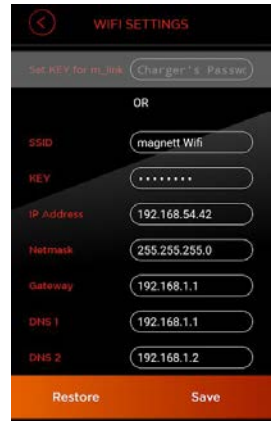 WIFI SETTINGS
Set KEY for m_link Charger's Passwo
OR
SSID magnett Wifi
KEY ········
IP Address 192.168.54.42
Netmask 255.255.255.0
Gateway 192.168.1.1
DNS 1 192.168.1.1
DNS 2 192.168.1.2
Restore Save